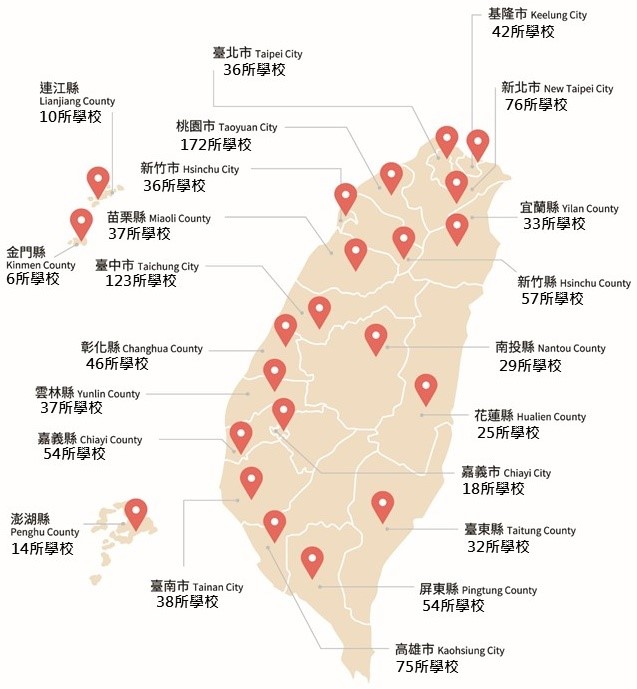 基隆市 Keelung City
42所學校
臺北市 Taipei City
36所學校
新北市 New Taipei City
76所學校
連江縣
Lianjiang County
10所學校
桃園市 Taoyuan City
172所學校
新竹市 Hsinchu City
36所學校
宜蘭縣 Yilan County
33所學校
苗栗縣 Miaoli County
37所學校
金門縣
Kinmen County
6所學校
臺中市 Taichung City
123所學校
新竹縣 Hsinchu County
57所學校
彰化縣 Changhua County
46所學校
南投縣 Nantou County
29所學校
雲林縣 Yunlin County
37所學校
花蓮縣 Hualien County
25所學校
嘉義縣 Chiayi County
54所學校
嘉義市 Chiayi City
18所學校
澎湖縣
Penghu County
14所學校
臺東縣 Taitung County
32所學校
臺南市 Tainan City
38所學校
屏東縣 Pingtung County
54所學校
高雄市 Kaohsiung City
75所學校